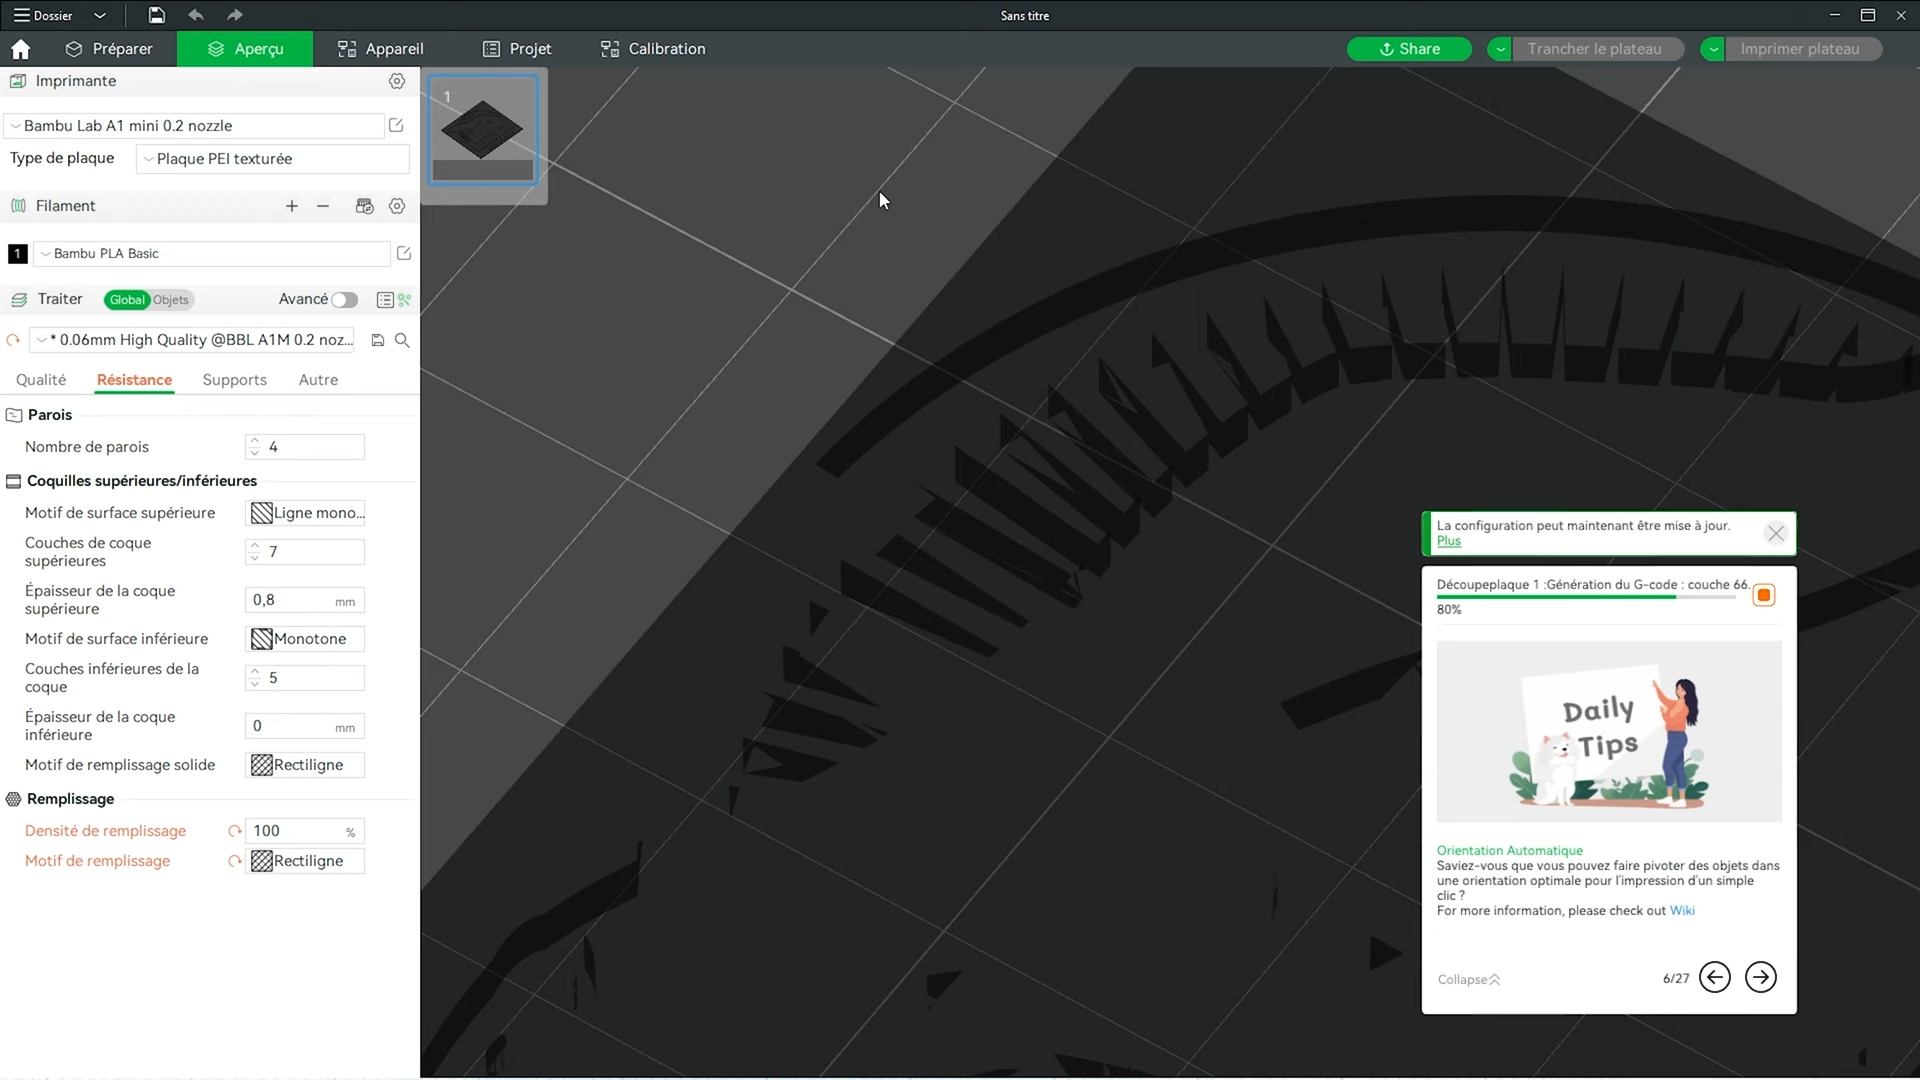 Dossier
Sans titre
Préparer
Aperçu
Appareil
Projet
Calibration
Share
Trancher le plateau
Imprimer plateau
Imprimante
1
Bambu Lab A1 mini 0.2 nozzle
Type de plaque
Plaque PEI texturée
Filament
1
Bambu PLA Basic
Traiter
Global
Objets
Avancé
* 0.06mm High Quality @BBL A1M 0.2 noz...
Qualité
Résistance
Supports
Autre
Parois
Nombre de parois
4
Coquilles supérieures/inférieures
Motif de surface supérieure
Ligne mono...
Couches de coque
supérieures
7
Épaisseur de la coque
supérieure
0,8
mm
Motif de surface inférieure
Monotone
Couches inférieures de la
coque
5
Épaisseur de la coque
inférieure
0
mm
Motif de remplissage solide
Rectiligne
Remplissage
Densité de remplissage
100
%
Motif de remplissage
Rectiligne
La configuration peut maintenant être mise à jour.
Plus
Découpeplaque 1 :Génération du G-code : couche 66.
80%
Daily
Tips
Orientation Automatique
Saviez-vous que vous pouvez faire pivoter des objets dans
une orientation optimale pour l'impression d'un simple
clic ?
For more information, please check out Wiki
Collapse
6/27